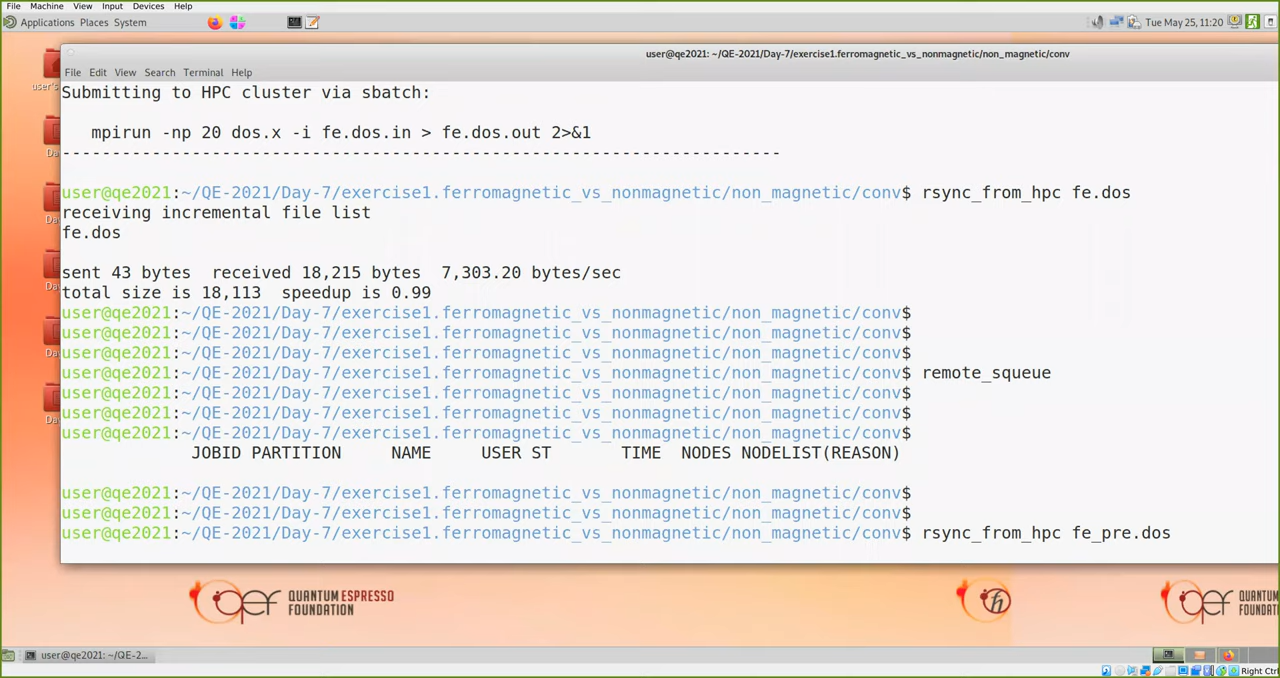 File Machine View Input Devices Help
Applications Places System Tue May 25, 11:20
user@qe2021: ~/QE-2021/Day-7/exercise1.ferromagnetic_vs_nonmagnetic/non_magnetic/conv
File Edit View Search Terminal Help
user's
Submitting to HPC cluster via sbatch:
mpirun -np 20 dos.x -i fe.dos.in > fe.dos.out 2>&1
------------------------------------------------------------------------
user@qe2021:~/QE-2021/Day-7/exercise1.ferromagnetic_vs_nonmagnetic/non_magnetic/conv$ rsync_from_hpc fe.dos
receiving incremental file list
fe.dos
sent 43 bytes received 18,215 bytes 7,303.20 bytes/sec
total size is 18,113 speedup is 0.99
user@qe2021:~/QE-2021/Day-7/exercise1.ferromagnetic_vs_nonmagnetic/non_magnetic/conv$
user@qe2021:~/QE-2021/Day-7/exercise1.ferromagnetic_vs_nonmagnetic/non_magnetic/conv$
user@qe2021:~/QE-2021/Day-7/exercise1.ferromagnetic_vs_nonmagnetic/non_magnetic/conv$
user@qe2021:~/QE-2021/Day-7/exercise1.ferromagnetic_vs_nonmagnetic/non_magnetic/conv$ remote_squeue
user@qe2021:~/QE-2021/Day-7/exercise1.ferromagnetic_vs_nonmagnetic/non_magnetic/conv$
user@qe2021:~/QE-2021/Day-7/exercise1.ferromagnetic_vs_nonmagnetic/non_magnetic/conv$
user@qe2021:~/QE-2021/Day-7/exercise1.ferromagnetic_vs_nonmagnetic/non_magnetic/conv$
JOBID PARTITION NAME USER ST TIME NODES NODELIST(REASON)
user@qe2021:~/QE-2021/Day-7/exercise1.ferromagnetic_vs_nonmagnetic/non_magnetic/conv$
user@qe2021:~/QE-2021/Day-7/exercise1.ferromagnetic_vs_nonmagnetic/non_magnetic/conv$
user@qe2021:~/QE-2021/Day-7/exercise1.ferromagnetic_vs_nonmagnetic/non_magnetic/conv$ rsync_from_hpc fe_pre.dos
QUANTUM ESPRESSO
FOUNDATION
user@qe2021: ~/QE-2...
Right Ctrl